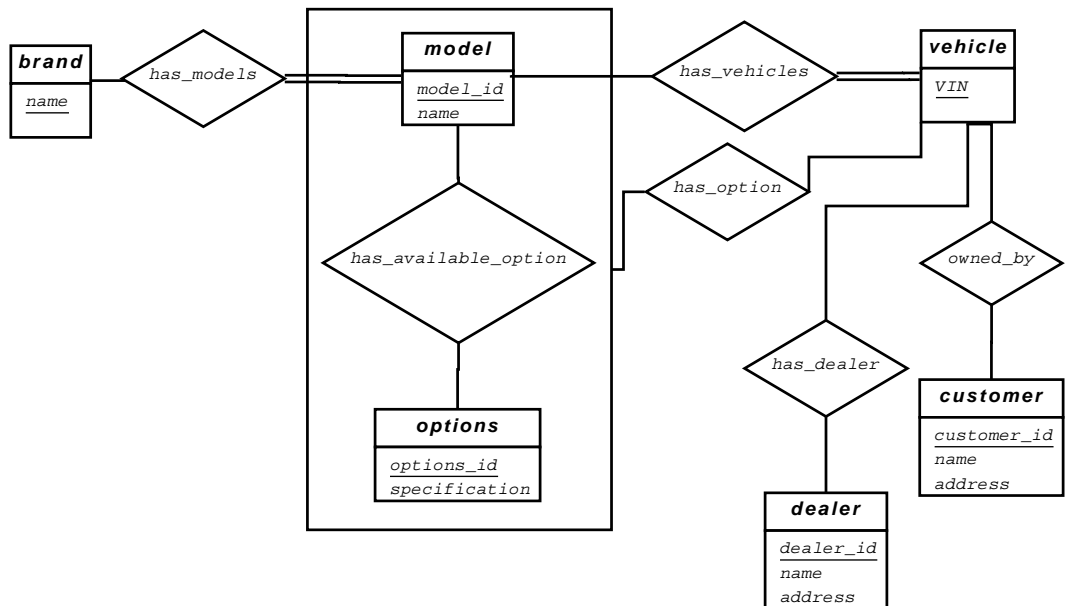 brand
name
has_models
model
model_id
name
has_vehicles
vehicle
VIN
has_option
has_available_option
owned_by
has_dealer
options
options_id
specification
customer
customer_id
name
address
dealer
dealer_id
name
address